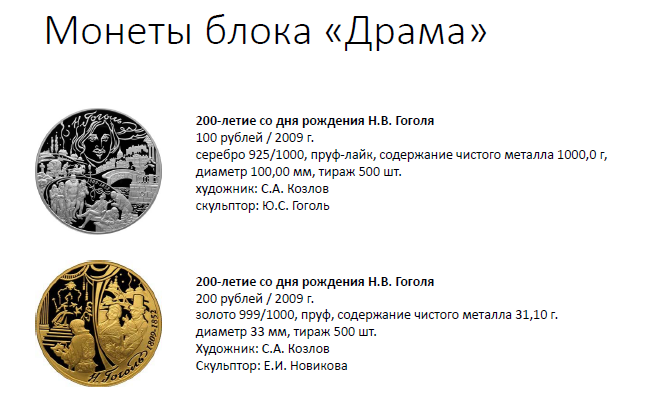 Монеты блока «Драма»
Н. Гоголь
200-летие со дня рождения Н.В. Гоголя
100 рублей / 2009 г.
серебро 925/1000, пруф-лайк, содержание чистого металла 1000,0 г,
диаметр 100,00 мм, тираж 500 шт.
художник: С.А. Козлов
скульптор: Ю.С. Гоголь
Н. Гоголь
1809-1852
200-летие со дня рождения Н.В. Гоголя
200 рублей / 2009 г.
золото 999/1000, пруф, содержание чистого металла 31,10 г.
диаметр 33 мм, тираж 500 шт.
Художник: С.А. Козлов
Скульптор: Е.И. Новикова